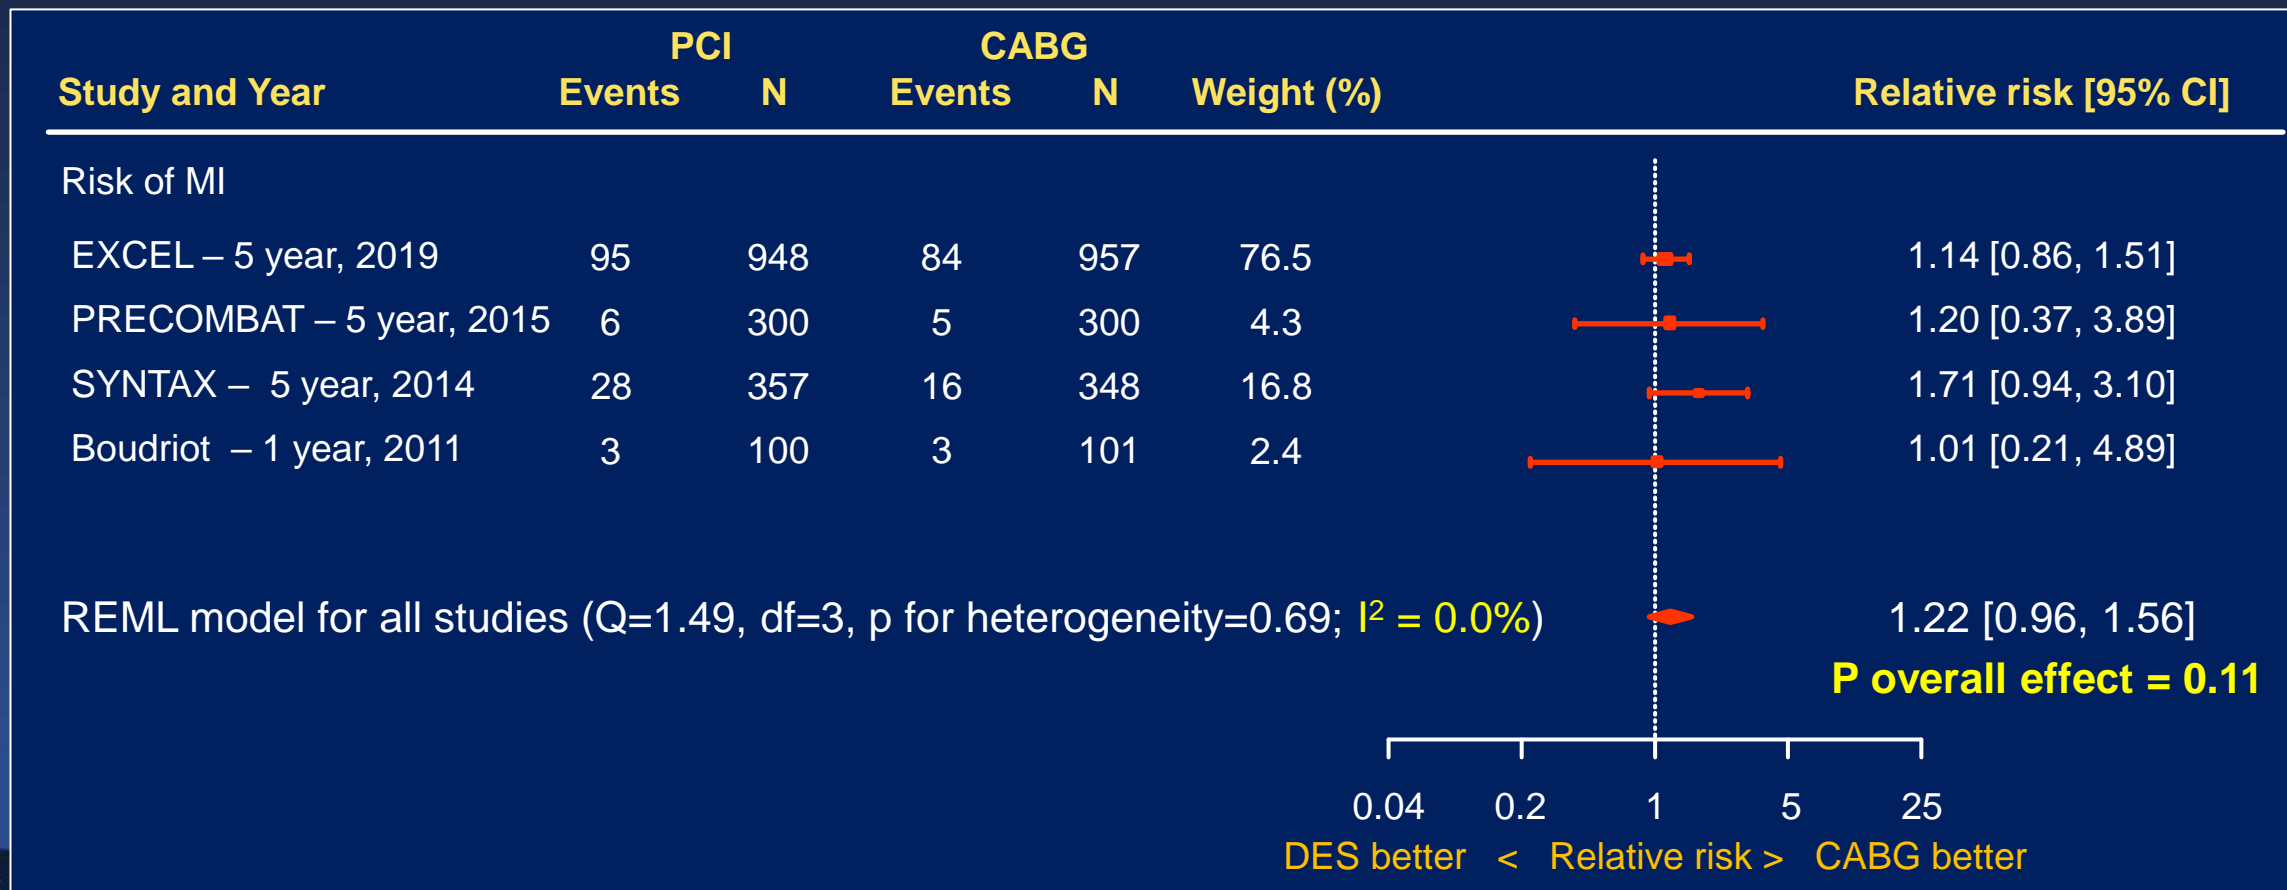 PCI CABG
Study and Year Events N Events N Weight (%) Relative risk [95% CI]
Risk of MI
EXCEL – 5 year, 2019 95 948 84 957 76.5 1.14 [0.86, 1.51]
PRECOMBAT – 5 year, 2015 6 300 5 300 4.3 1.20 [0.37, 3.89]
SYNTAX – 5 year, 2014 28 357 16 348 16.8 1.71 [0.94, 3.10]
Boudriot – 1 year, 2011 3 100 3 101 2.4 1.01 [0.21, 4.89]
REML model for all studies (Q=1.49, df=3, p for heterogeneity=0.69; I² = 0.0%) 1.22 [0.96, 1.56]
P overall effect = 0.11
0.04 0.2 1 5 25
DES better < Relative risk > CABG better